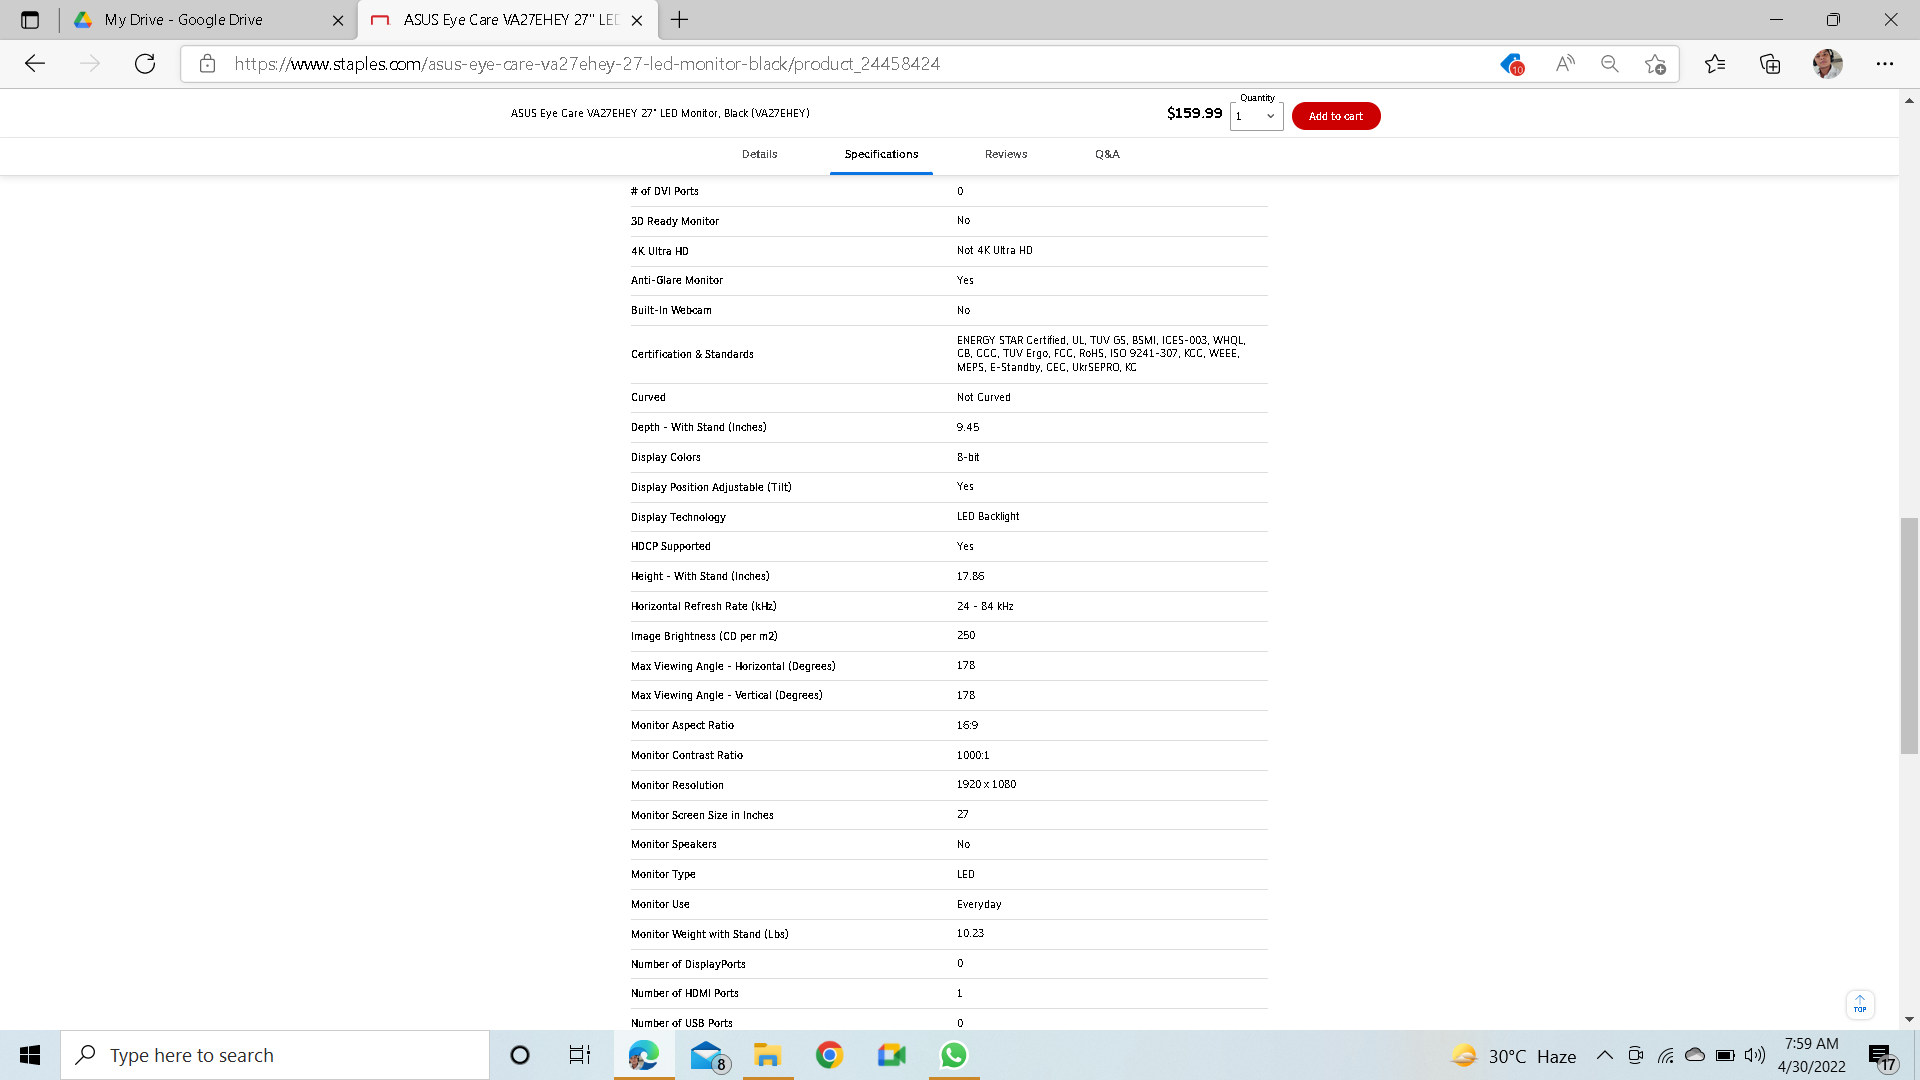 My Drive - Google Drive
ASUS Eye Care VA27EHEY 27" LED
https://www.staples.com/asus-eye-care-va27ehey-27-led-monitor-black/product_24458424
10
ASUS Eye Care VA27EHEY 27" LED Monitor, Black (VA27EHEY)
$159.99
Quantity
1
Add to cart
Details
Specifications
Reviews
Q&A
# of DVI Ports 0
3D Ready Monitor No
4K Ultra HD Not 4K Ultra HD
Anti-Glare Monitor Yes
Built-In Webcam No
Certification & Standards
ENERGY STAR Certified, UL, TUV GS, BSMI, ICES-003, WHQL,
CB, CCC, TUV Ergo, FCC, RoHS, ISO 9241-307, KCC, WEEE,
MEPS, E-Standby, CEC, UkrSEPRO, KC
Curved Not Curved
Depth - With Stand (Inches) 9.45
Display Colors 8-bit
Display Position Adjustable (Tilt) Yes
Display Technology LED Backlight
HDCP Supported Yes
Height - With Stand (Inches) 17.86
Horizontal Refresh Rate (kHz) 24 - 84 kHz
Image Brightness (CD per m2) 250
Max Viewing Angle - Horizontal (Degrees) 178
Max Viewing Angle - Vertical (Degrees) 178
Monitor Aspect Ratio 16:9
Monitor Contrast Ratio 1000:1
Monitor Resolution 1920 x 1080
Monitor Screen Size in Inches 27
Monitor Speakers No
Monitor Type LED
Monitor Use Everyday
Monitor Weight with Stand (Lbs) 10.23
Number of DisplayPorts 0
Number of HDMI Ports 1
Number of USB Ports 0
TOP
Type here to search
8
30°C Haze
7:59 AM
4/30/2022
17